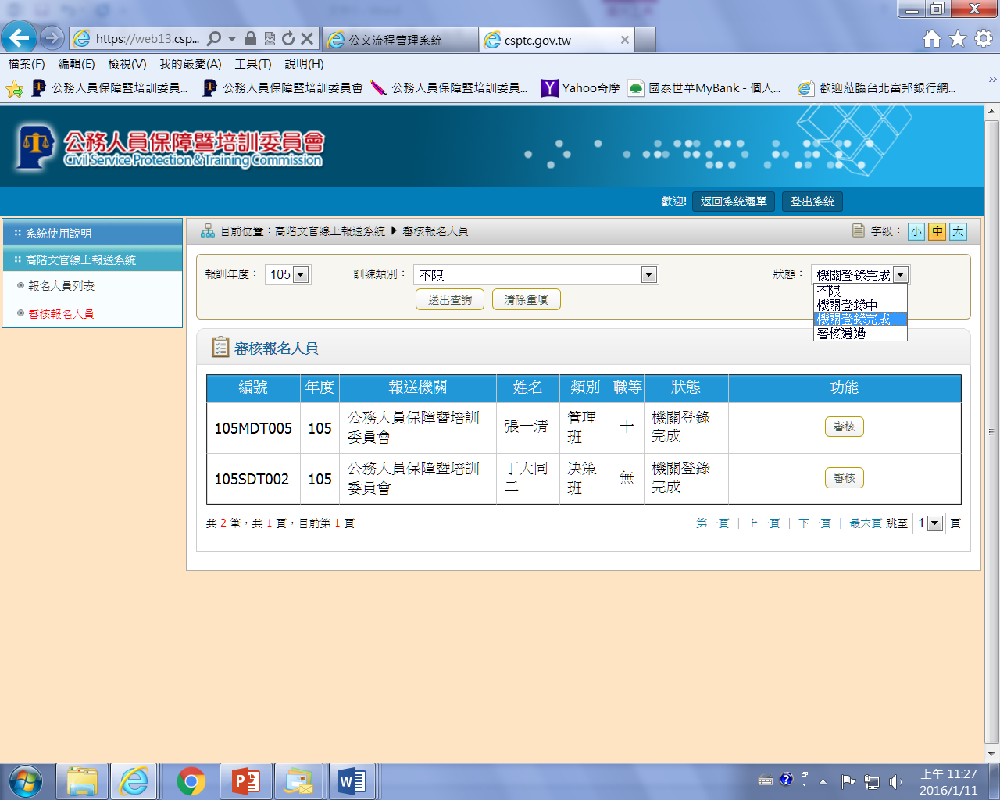 https://web13.csp...
公文流程管理系統
csptc.gov.tw
檔案(F) 編輯(E) 檢視(V) 我的最愛(A) 工具(T) 說明(H)
公務人員保障暨培訓委員... 公務人員保障暨培訓委員會 公務人員保障暨培訓委員... Yahoo奇摩 國泰世華MyBank - 個人... 歡迎蒞臨台北富邦銀行網...
公務人員保障暨培訓委員會
Civil Service Protection & Training Commission
歡迎! 返回系統選單 登出系統
系統使用說明
高階文官線上報送系統
報名人員列表
審核報名人員
目前位置：高階文官線上報送系統 審核報名人員 字級： 小 中 大
報訓年度： 105 訓練類別： 不限 狀態： 機關登錄完成
不限
機關登錄中
機關登錄完成
審核通過
送出查詢 清除重填
審核報名人員
編號 年度 報送機關 姓名 類別 職等 狀態 功能
105MDT005 105 公務人員保障暨培訓委員會 張一清 管理班 十 機關登錄完成 審核
105SDT002 105 公務人員保障暨培訓委員會 丁大同二 決策班 無 機關登錄完成 審核
共 2 筆，共 1 頁，目前第 1 頁 第一頁 | 上一頁 | 下一頁 | 最末頁 跳至 1 頁
上午 11:27
2016/1/11